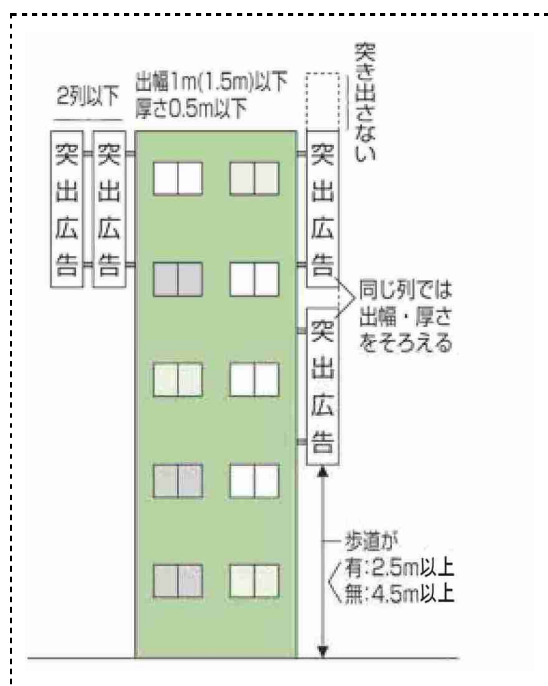 2列以下
出幅1m(1.5m)以下
厚さ0.5m以下
突き出さない
突出広告
突出広告
突出広告
同じ列では
出幅・厚さ
をそろえる
突出広告
歩道が
有:2.5m以上
無:4.5m以上